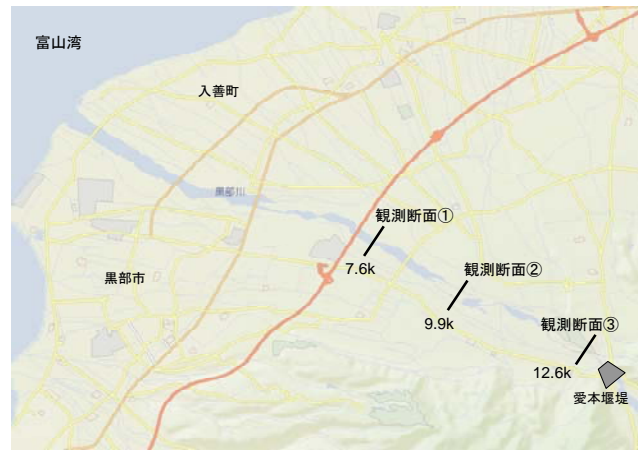 富山湾
入善町
黒部川
観測断面①
7.6k
観測断面②
黒部市
9.9k
観測断面③
12.6k
愛本堰堤